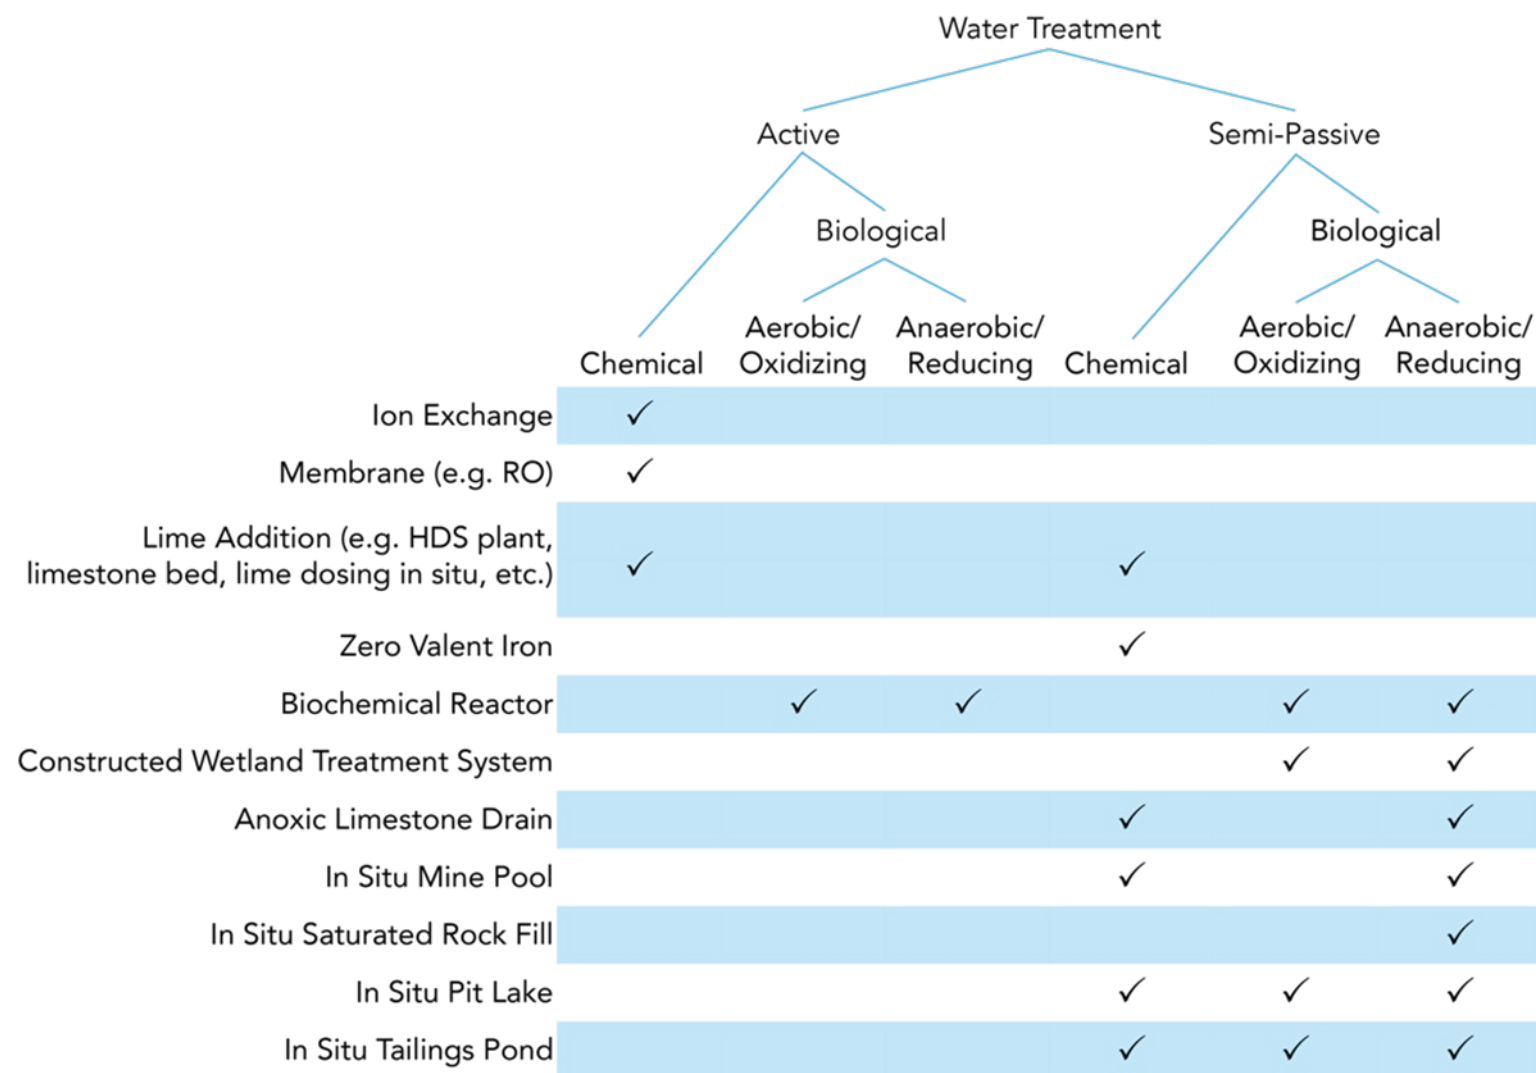 Water Treatment
Active
Semi-Passive
Biological
Biological
Aerobic/ Anaerobic/ Aerobic/ Anaerobic/
Chemical Oxidizing Reducing Chemical Oxidizing Reducing
Ion Exchange ✓
Membrane (e.g. RO) ✓
Lime Addition (e.g. HDS plant,
limestone bed, lime dosing in situ, etc.) ✓ ✓
Zero Valent Iron ✓
Biochemical Reactor ✓ ✓ ✓ ✓
Constructed Wetland Treatment System ✓ ✓
Anoxic Limestone Drain ✓ ✓
In Situ Mine Pool ✓ ✓
In Situ Saturated Rock Fill ✓
In Situ Pit Lake ✓ ✓ ✓
In Situ Tailings Pond ✓ ✓ ✓